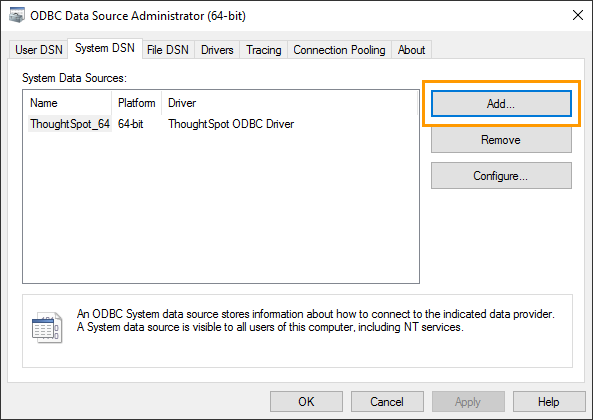 ODBC Data Source Administrator (64-bit)
User DSN System DSN File DSN Drivers Tracing Connection Pooling About
System Data Sources:
Name Platform Driver
ThoughtSpot_64 64-bit ThoughtSpot ODBC Driver
Add...
Remove
Configure...
An ODBC System data source stores information about how to connect to the indicated data provider.
A System data source is visible to all users of this computer, including NT services.
OK Cancel Apply Help